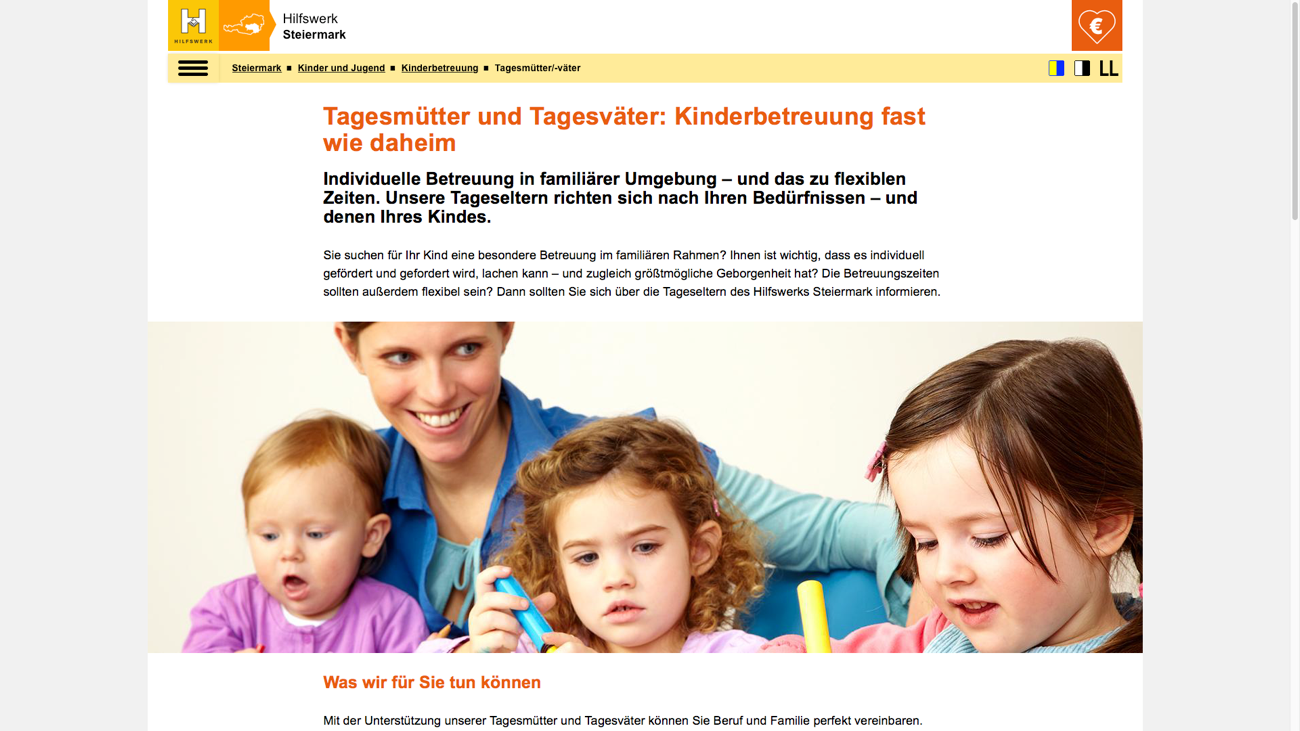 HILFSWERK
Hilfswerk
Steiermark
€
Steiermark ■ Kinder und Jugend ■ Kinderbetreuung ■ Tagesmütter/-väter
LL
Tagesmütter und Tagesväter: Kinderbetreuung fast
wie daheim
Individuelle Betreuung in familiärer Umgebung – und das zu flexiblen
Zeiten. Unsere Tageseltern richten sich nach Ihren Bedürfnissen – und
denen Ihres Kindes.
Sie suchen für Ihr Kind eine besondere Betreuung im familiären Rahmen? Ihnen ist wichtig, dass es individuell
gefördert und gefordert wird, lachen kann – und zugleich größtmögliche Geborgenheit hat? Die Betreuungszeiten
sollten außerdem flexibel sein? Dann sollten Sie sich über die Tageseltern des Hilfswerks Steiermark informieren.
Was wir für Sie tun können
Mit der Unterstützung unserer Tagesmütter und Tagesväter können Sie Beruf und Familie perfekt vereinbaren.